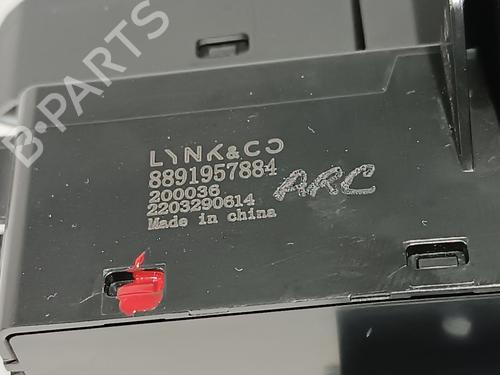 B-PARTS
LYNK&CO
8891957884
200036
2203290614
Made in china
ARC